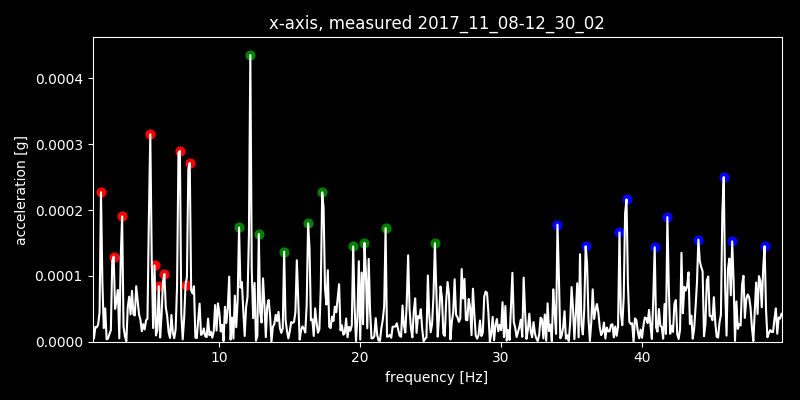 x-axis, measured 2017_11_08-12_30_02
acceleration [g]
0.0004
0.0003
0.0002
0.0001
0.0000
10 20 30 40
frequency [Hz]